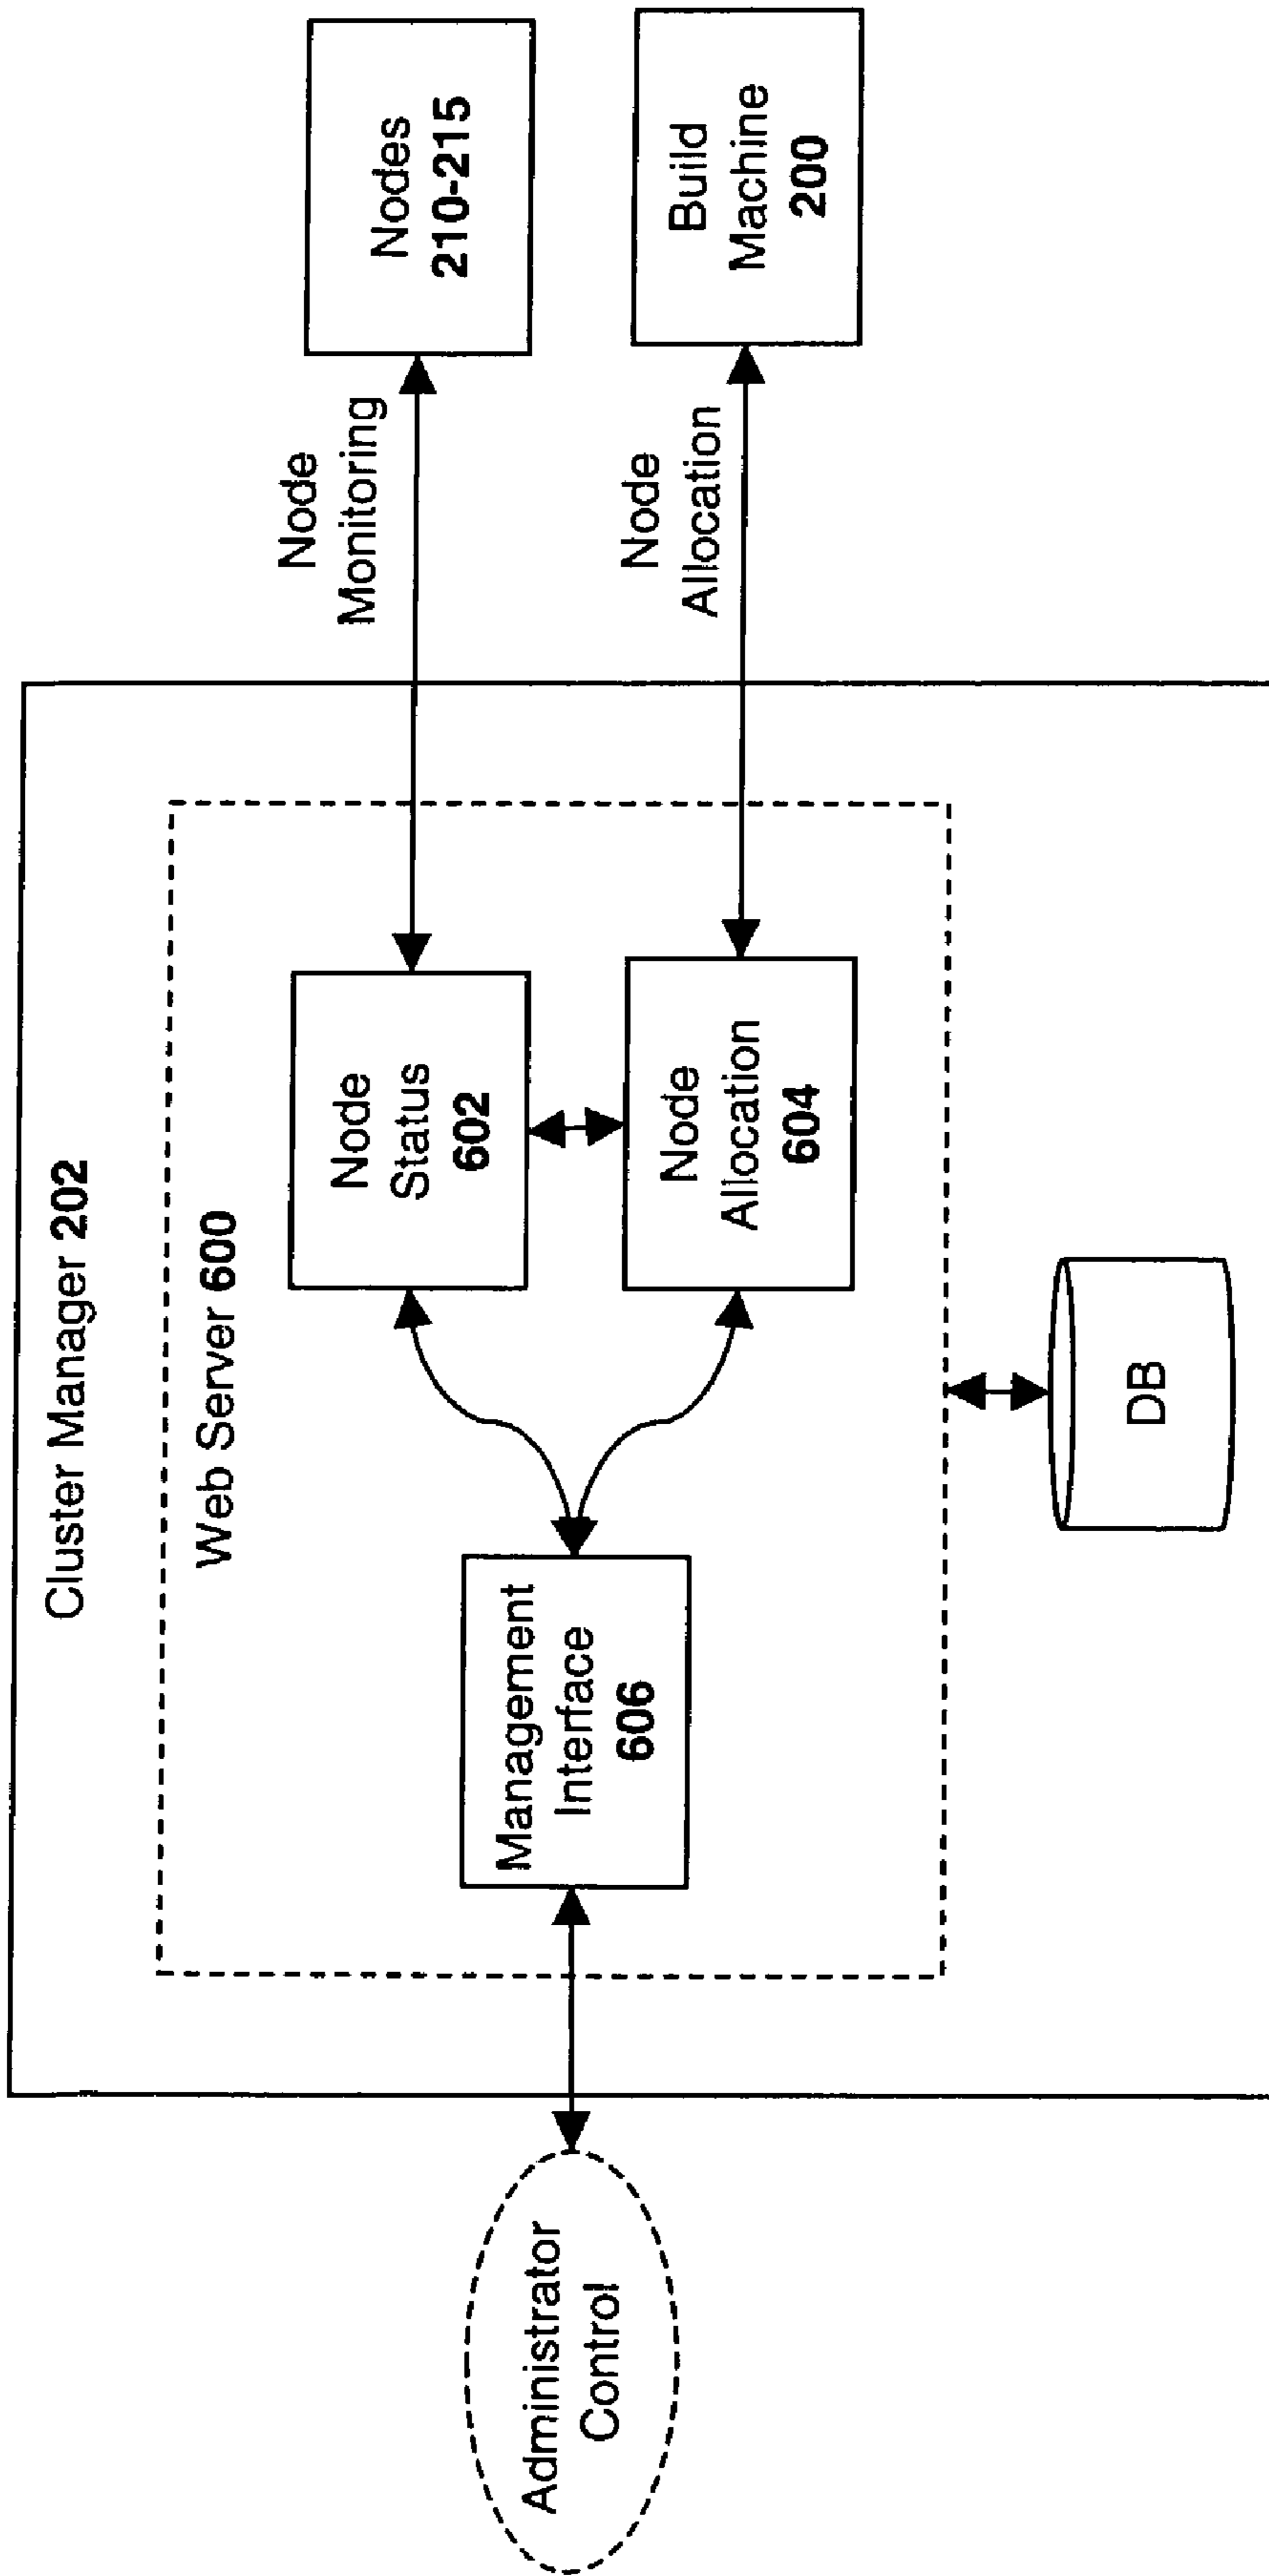 Cluster Manager 202
Web Server 600
Administrator
Control
Management
Interface
606
Node
Status
602
Node
Allocation
604
Node
Monitoring
Node
Allocation
Nodes
210-215
Build
Machine
200
DB